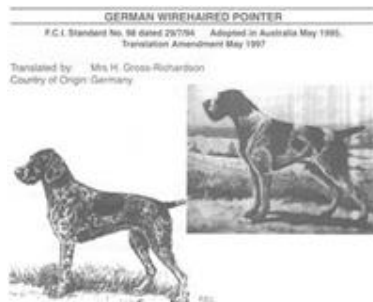 GERMAN WIREHAIRED POINTER
F.C.I. Standard No. 98 dated 29/7/94 Adopted in Australia May 1995.
Translation Amendment May 1997
Translated by: Mrs H. Gross-Richardson
Country of Origin: Germany